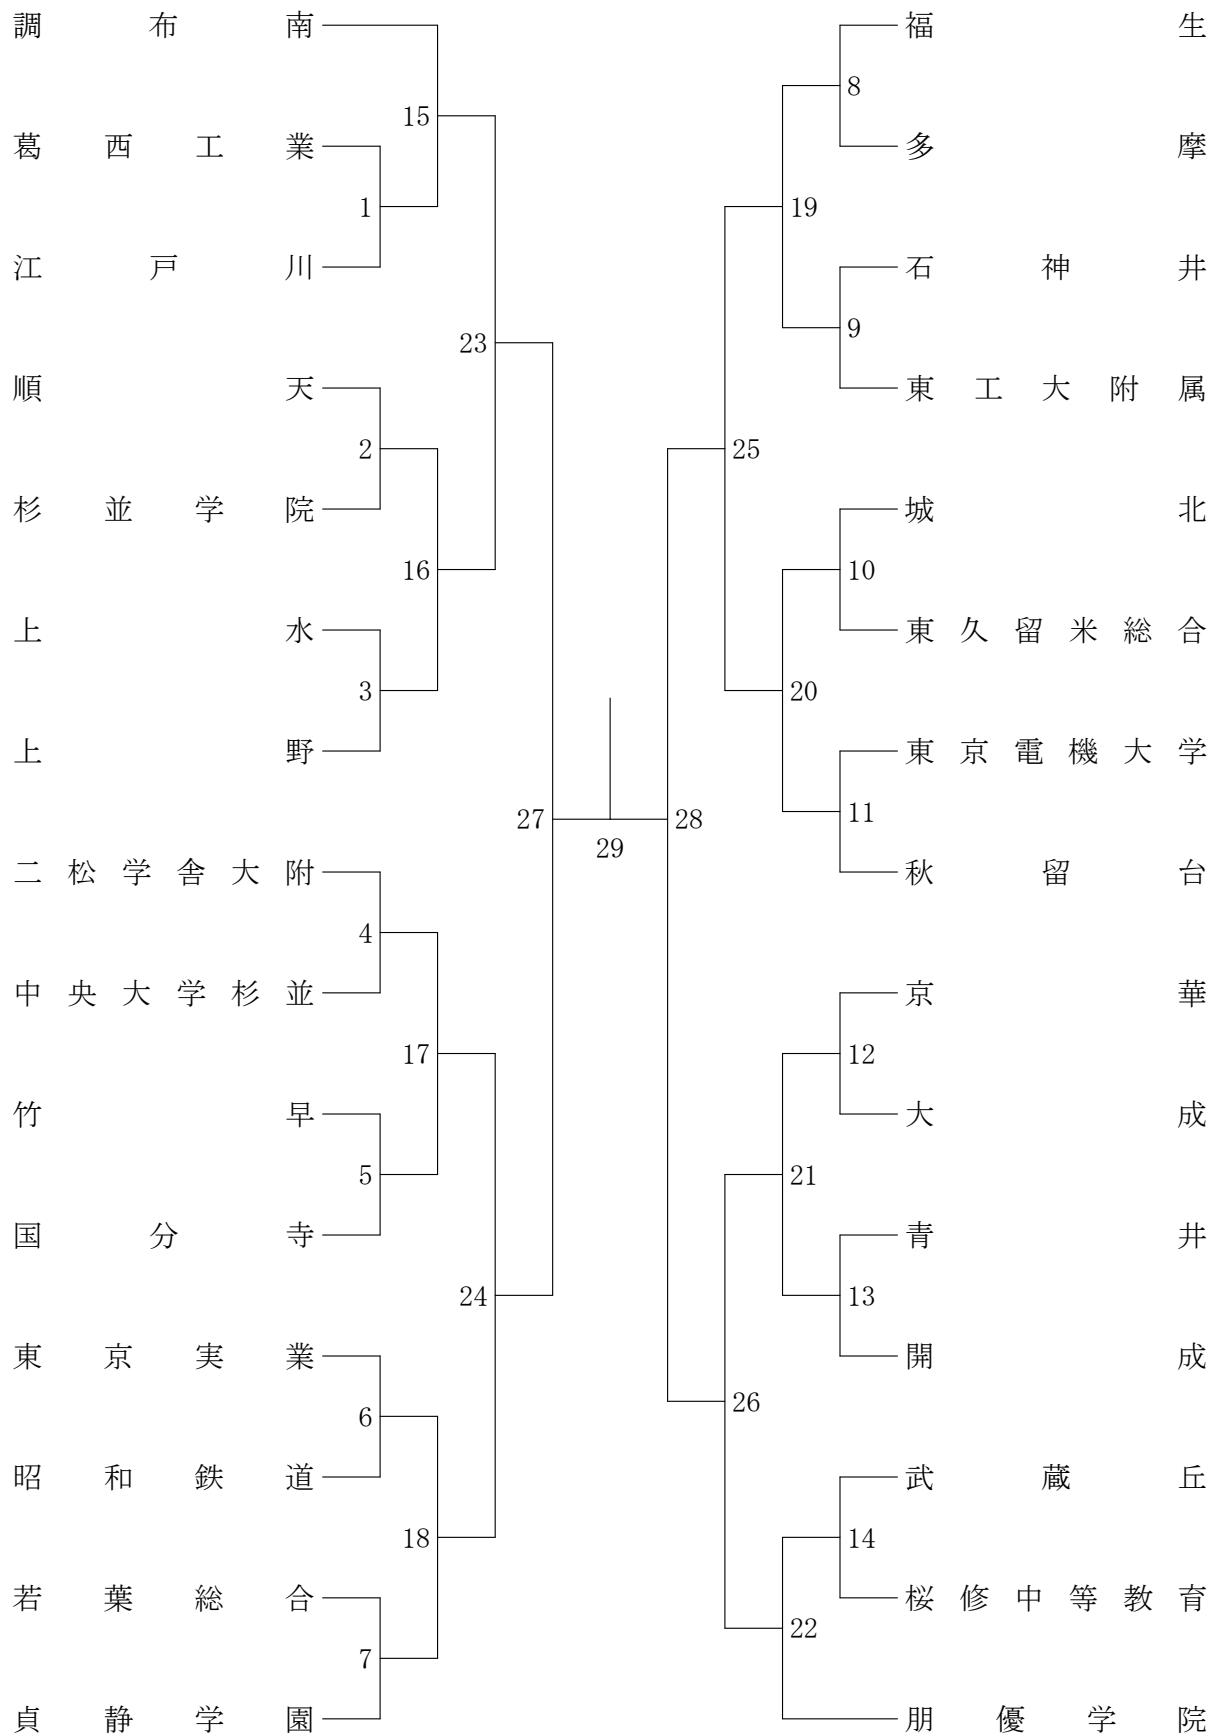 調布南
葛西工業
江戸川
順天
杉並学院
上水
上野
二松学舎大附
中央大学杉並
竹早
国分寺
東京実業
昭和鉄道
若葉総合
貞静学園
1
2
3
4
5
6
7
15
16
17
18
23
24
27
29
28
25
26
19
20
21
22
8
9
10
11
12
13
14
福生
多摩
石神井
東工大附属
城北
東久留米総合
東京電機大学
秋留台
京華
大成
青井
開成
武蔵丘
桜修中等教育
朋優学院